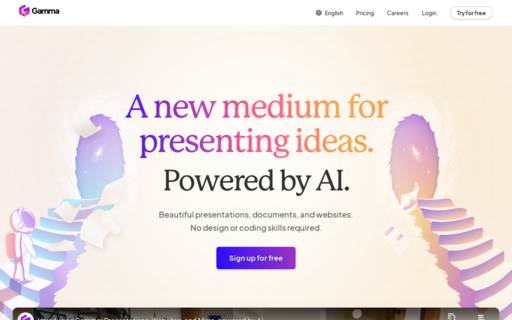 Gamma
English
Pricing
Careers
Login
Try for free
A new medium for
presenting ideas.
Powered by AI.
Beautiful presentations, documents, and websites.
No design or coding skills required.
Sign up for free